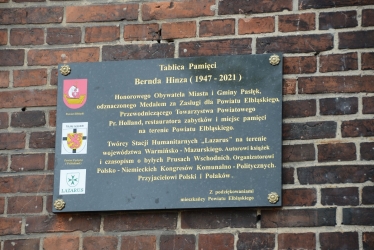 Tablica Pamięci
Bernda Hinza ( 1947 - 2021 )
Honorowego Obywatela Miasta i Gminy Pasłęk,
odznaczonego Medalem za Zasługi dla Powiatu Elbląskiego,
Przewodniczącego Towarzystwa Powiatowego
Pr. Holland, restauratora zabytków i miejsc pamięci
na terenie Powiatu Elbląskiego.
Twórcy Stacji Humanitarnych „Lazarus” na terenie
województwa Warmińsko - Mazurskiego. Autorowi książek
i czasopism o byłych Prusach Wschodnich. Organizatorowi
Polsko - Niemieckich Kongresów Komunalno - Politycznych.
Przyjacielowi Polski i Polaków .
Z podziękowaniami
mieszkańcy Powiatu Elbląskiego
LAZARUS